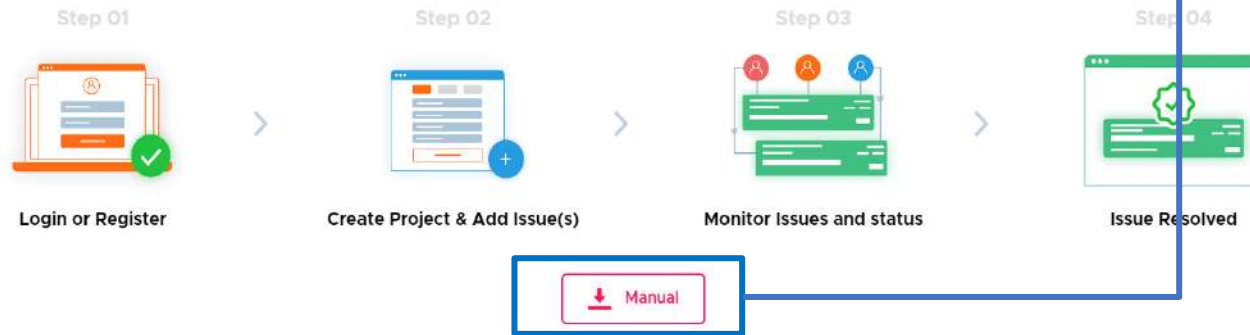 Step 01
Step 02
Step 03
Step 04
Login or Register
Create Project & Add Issue(s)
Monitor Issues and status
Issue Resolved
Manual